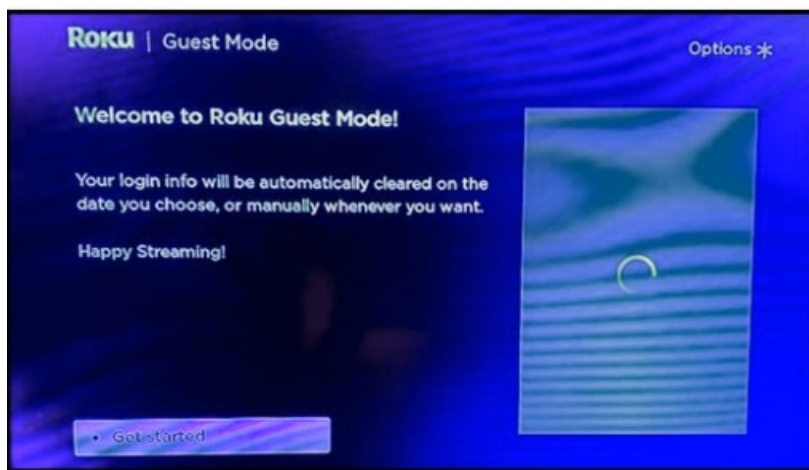 Roku | Guest Mode
Options *
Welcome to Roku Guest Mode!
Your login info will be automatically cleared on the
date you choose, or manually whenever you want.
Happy Streaming!
• Get started